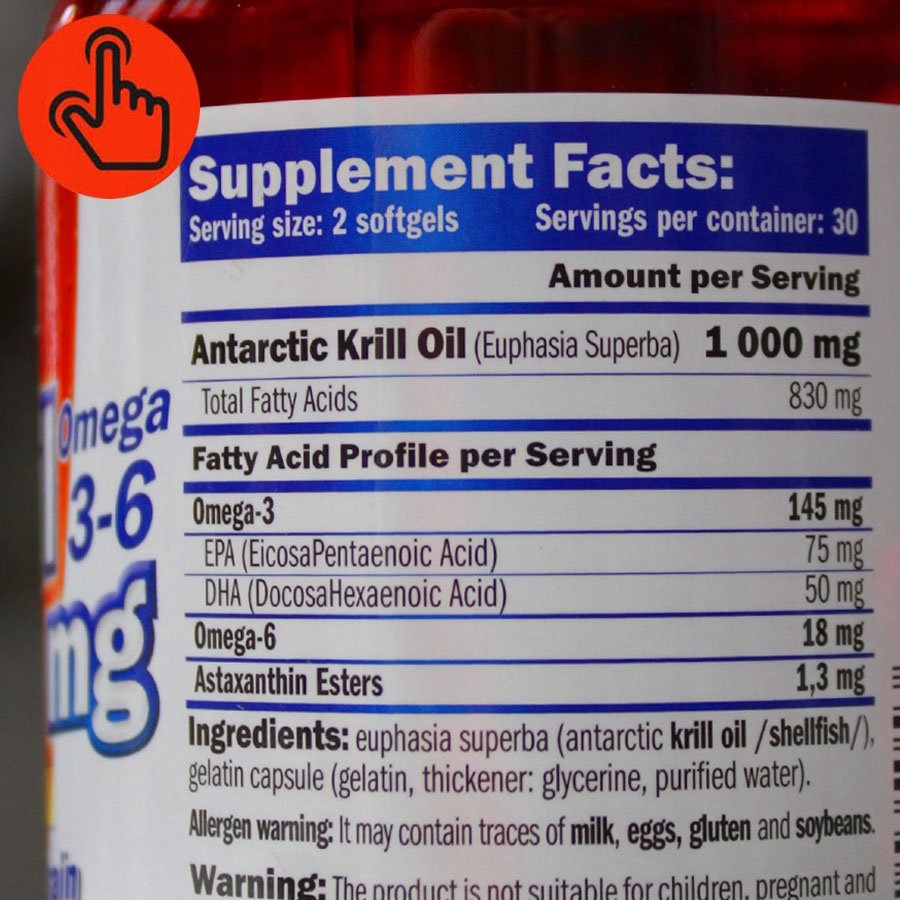 Supplement Facts:
Serving size: 2 softgels Servings per container: 30
Amount per Serving
Antarctic Krill Oil (Euphasia Superba) 1 000 mg
Total Fatty Acids 830 mg
Fatty Acid Profile per Serving
Omega-3 145 mg
EPA (EicosaPentaenoic Acid) 75 mg
DHA (DocosaHexaenoic Acid) 50 mg
Omega-6 18 mg
Astaxanthin Esters 1,3 mg
Ingredients: euphasia superba (antarctic krill oil /shellfish/),
gelatin capsule (gelatin, thickener: glycerine, purified water).
Allergen warning: It may contain traces of milk, eggs, gluten and soybeans.
Warning: The product is not suitable for children, pregnant and
Omega
3-6
mg